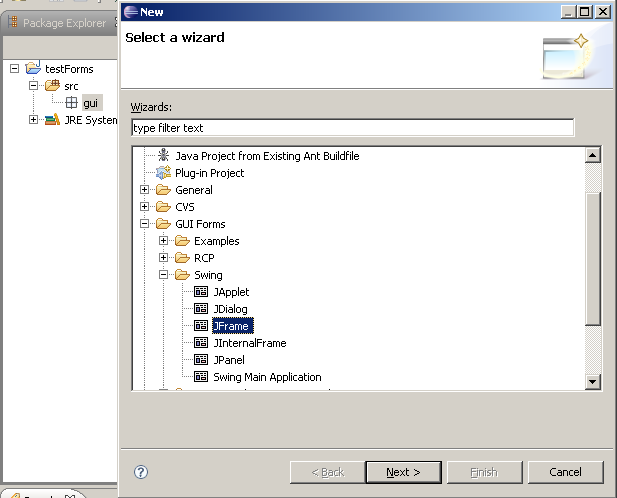 New
Package Explorer
Select a wizard
testForms
src
gui
JRE System
Wizards:
type filter text
Java Project from Existing Ant Buildfile
Plug-in Project
General
CVS
GUI Forms
Examples
RCP
Swing
JApplet
JDialog
JFrame
JInternalFrame
JPanel
Swing Main Application
< Back
Next >
Finish
Cancel